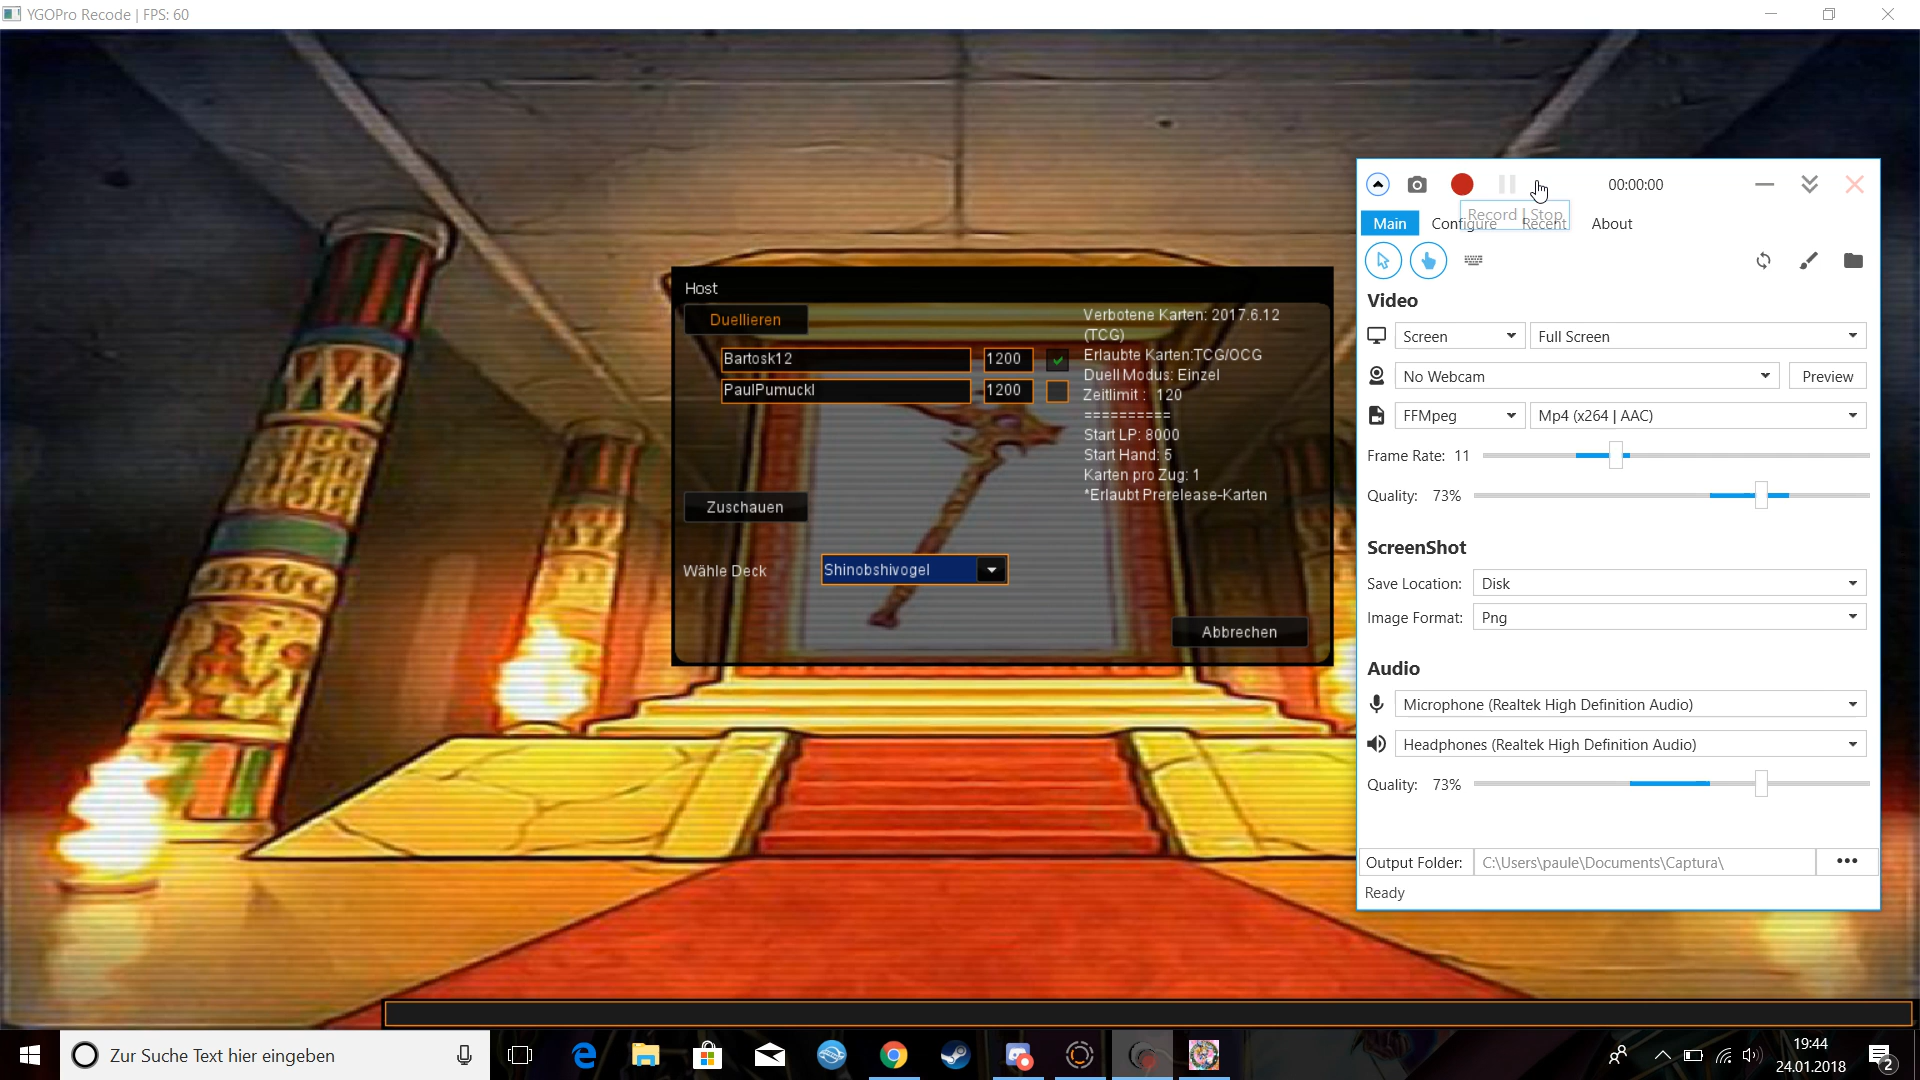 YGOPro Recode | FPS: 60
Host
Duellieren
Bartosk12 1200
PaulPumuckl 1200
Zuschauen
Wähle Deck Shinobshivogel
Verbotene Karten: 2017.6.12
(TCG)
Erlaubte Karten:TCG/OCG
Duell Modus: Einzel
Zeitlimit : 120
==========
Start LP: 8000
Start Hand: 5
Karten pro Zug: 1
*Erlaubt Prerelease-Karten
Abbrechen
00:00:00
Record | Stop
Main Configure Recent About
Video
Screen Full Screen
No Webcam Preview
FFMpeg Mp4 (x264 | AAC)
Frame Rate: 11
Quality: 73%
ScreenShot
Save Location: Disk
Image Format: Png
Audio
Microphone (Realtek High Definition Audio)
Headphones (Realtek High Definition Audio)
Quality: 73%
Output Folder: C:\Users\paule\Documents\Captura\ •••
Ready
Zur Suche Text hier eingeben
19:44
24.01.2018
2